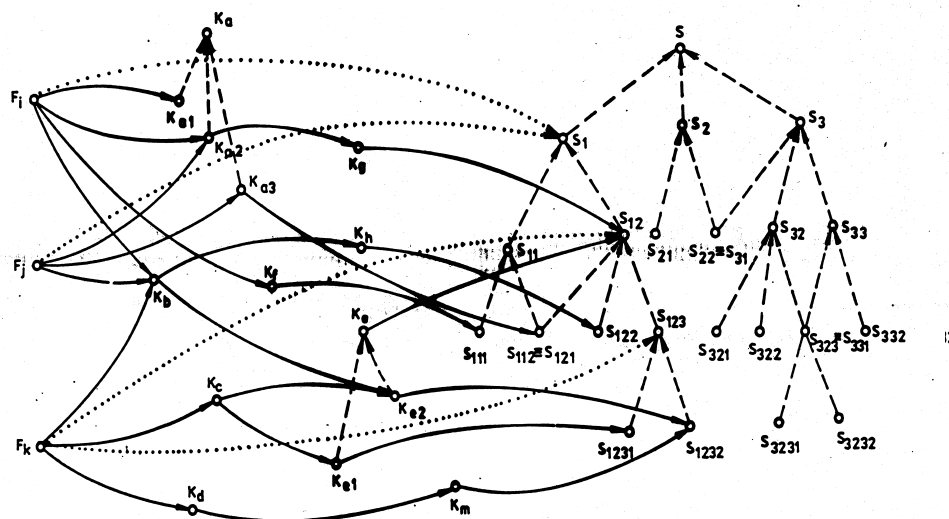 Ka
S
Fi
Ka1
S2
S3
Ka2
S1
Kg
Ka3
S12
Kh
S11
S21
S22≡S31
S32
S33
Fj
Kb
Kf
Ke
S123
S111
S112≡S121
S122
S321
S322
S323≡S331
S332
Kc
Ke2
Fk
S1231
S1232
S3231
S3232
Ke1
Kd
Km